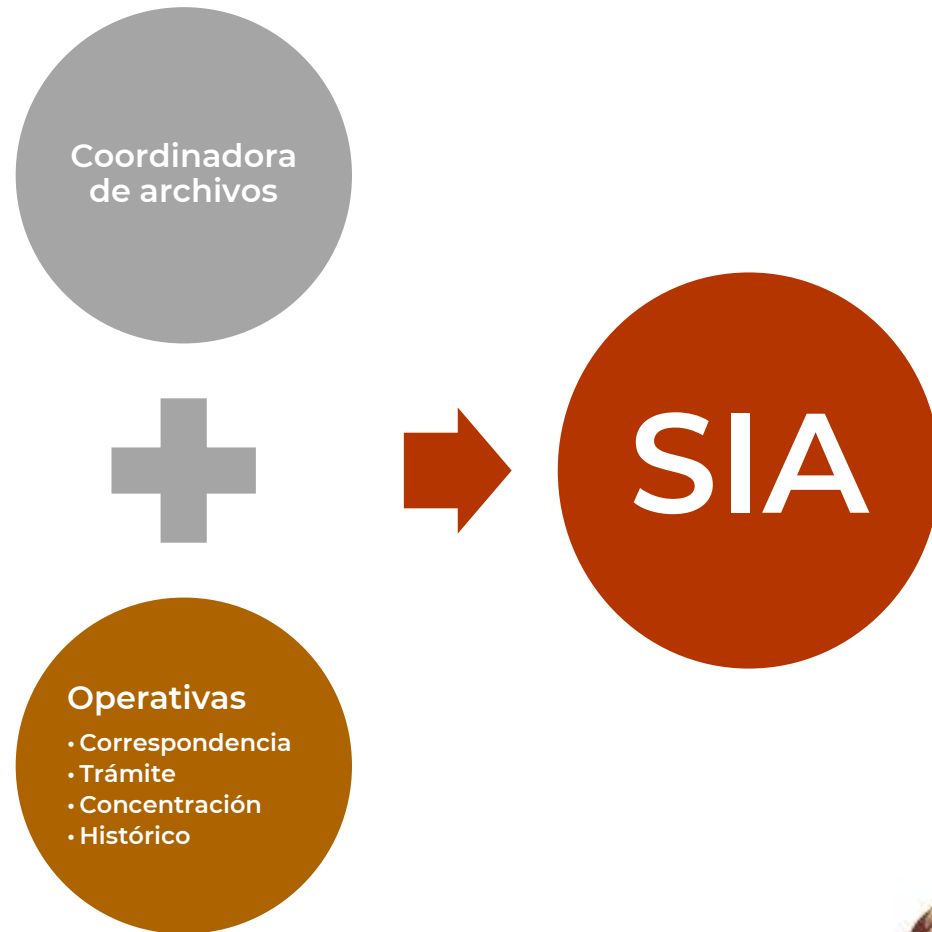 Coordinadora
de archivos
SIA
Operativas
• Correspondencia
• Trámite
• Concentración
• Histórico